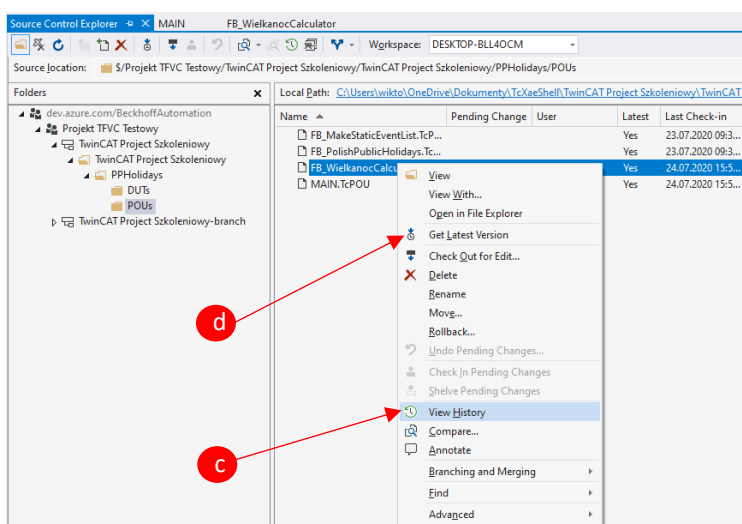 Source Control Explorer MAIN FB_WielkanocCalculator
Workspace: DESKTOP-BLL4OCM
Source location: $/Projekt TFVC Testowy/TwinCAT Project Szkoleniowy/TwinCAT Project Szkoleniowy/PPHolidays/POUs
Folders
Local Path: C:\Users\wikto\OneDrive\Dokumenty\TcXaeShell\TwinCAT Project Szkoleniowy\TwinCAT
dev.azure.com/BeckhoffAutomation
Projekt TFVC Testowy
TwinCAT Project Szkoleniowy
TwinCAT Project Szkoleniowy
PPHolidays
DUTs
POUs
TwinCAT Project Szkoleniowy-branch
Name Pending Change User Latest Last Check-in
FB_MakeStaticEventList.TcP... Yes 23.07.2020 09:3...
FB_PolishPublicHolidays.Tc... Yes 23.07.2020 09:3...
FB_WielkanocCalcu Yes 24.07.2020 15:5...
MAIN.TcPOU Yes 24.07.2020 15:5...
View
View With...
Open in File Explorer
Get Latest Version
Check Out for Edit...
Delete
Rename
Move...
Rollback...
Undo Pending Changes...
Check In Pending Changes
Shelve Pending Changes
View History
Compare...
Annotate
Branching and Merging
Find
Advanced
d
c